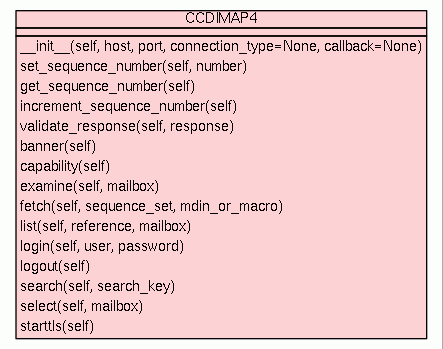 CCDIMAP4
__init__(self, host, port, connection_type=None, callback=None)
set_sequence_number(self, number)
get_sequence_number(self)
increment_sequence_number(self)
validate_response(self, response)
banner(self)
capability(self)
examine(self, mailbox)
fetch(self, sequence_set, mdin_or_macro)
list(self, reference, mailbox)
login(self, user, password)
logout(self)
search(self, search_key)
select(self, mailbox)
starttls(self)